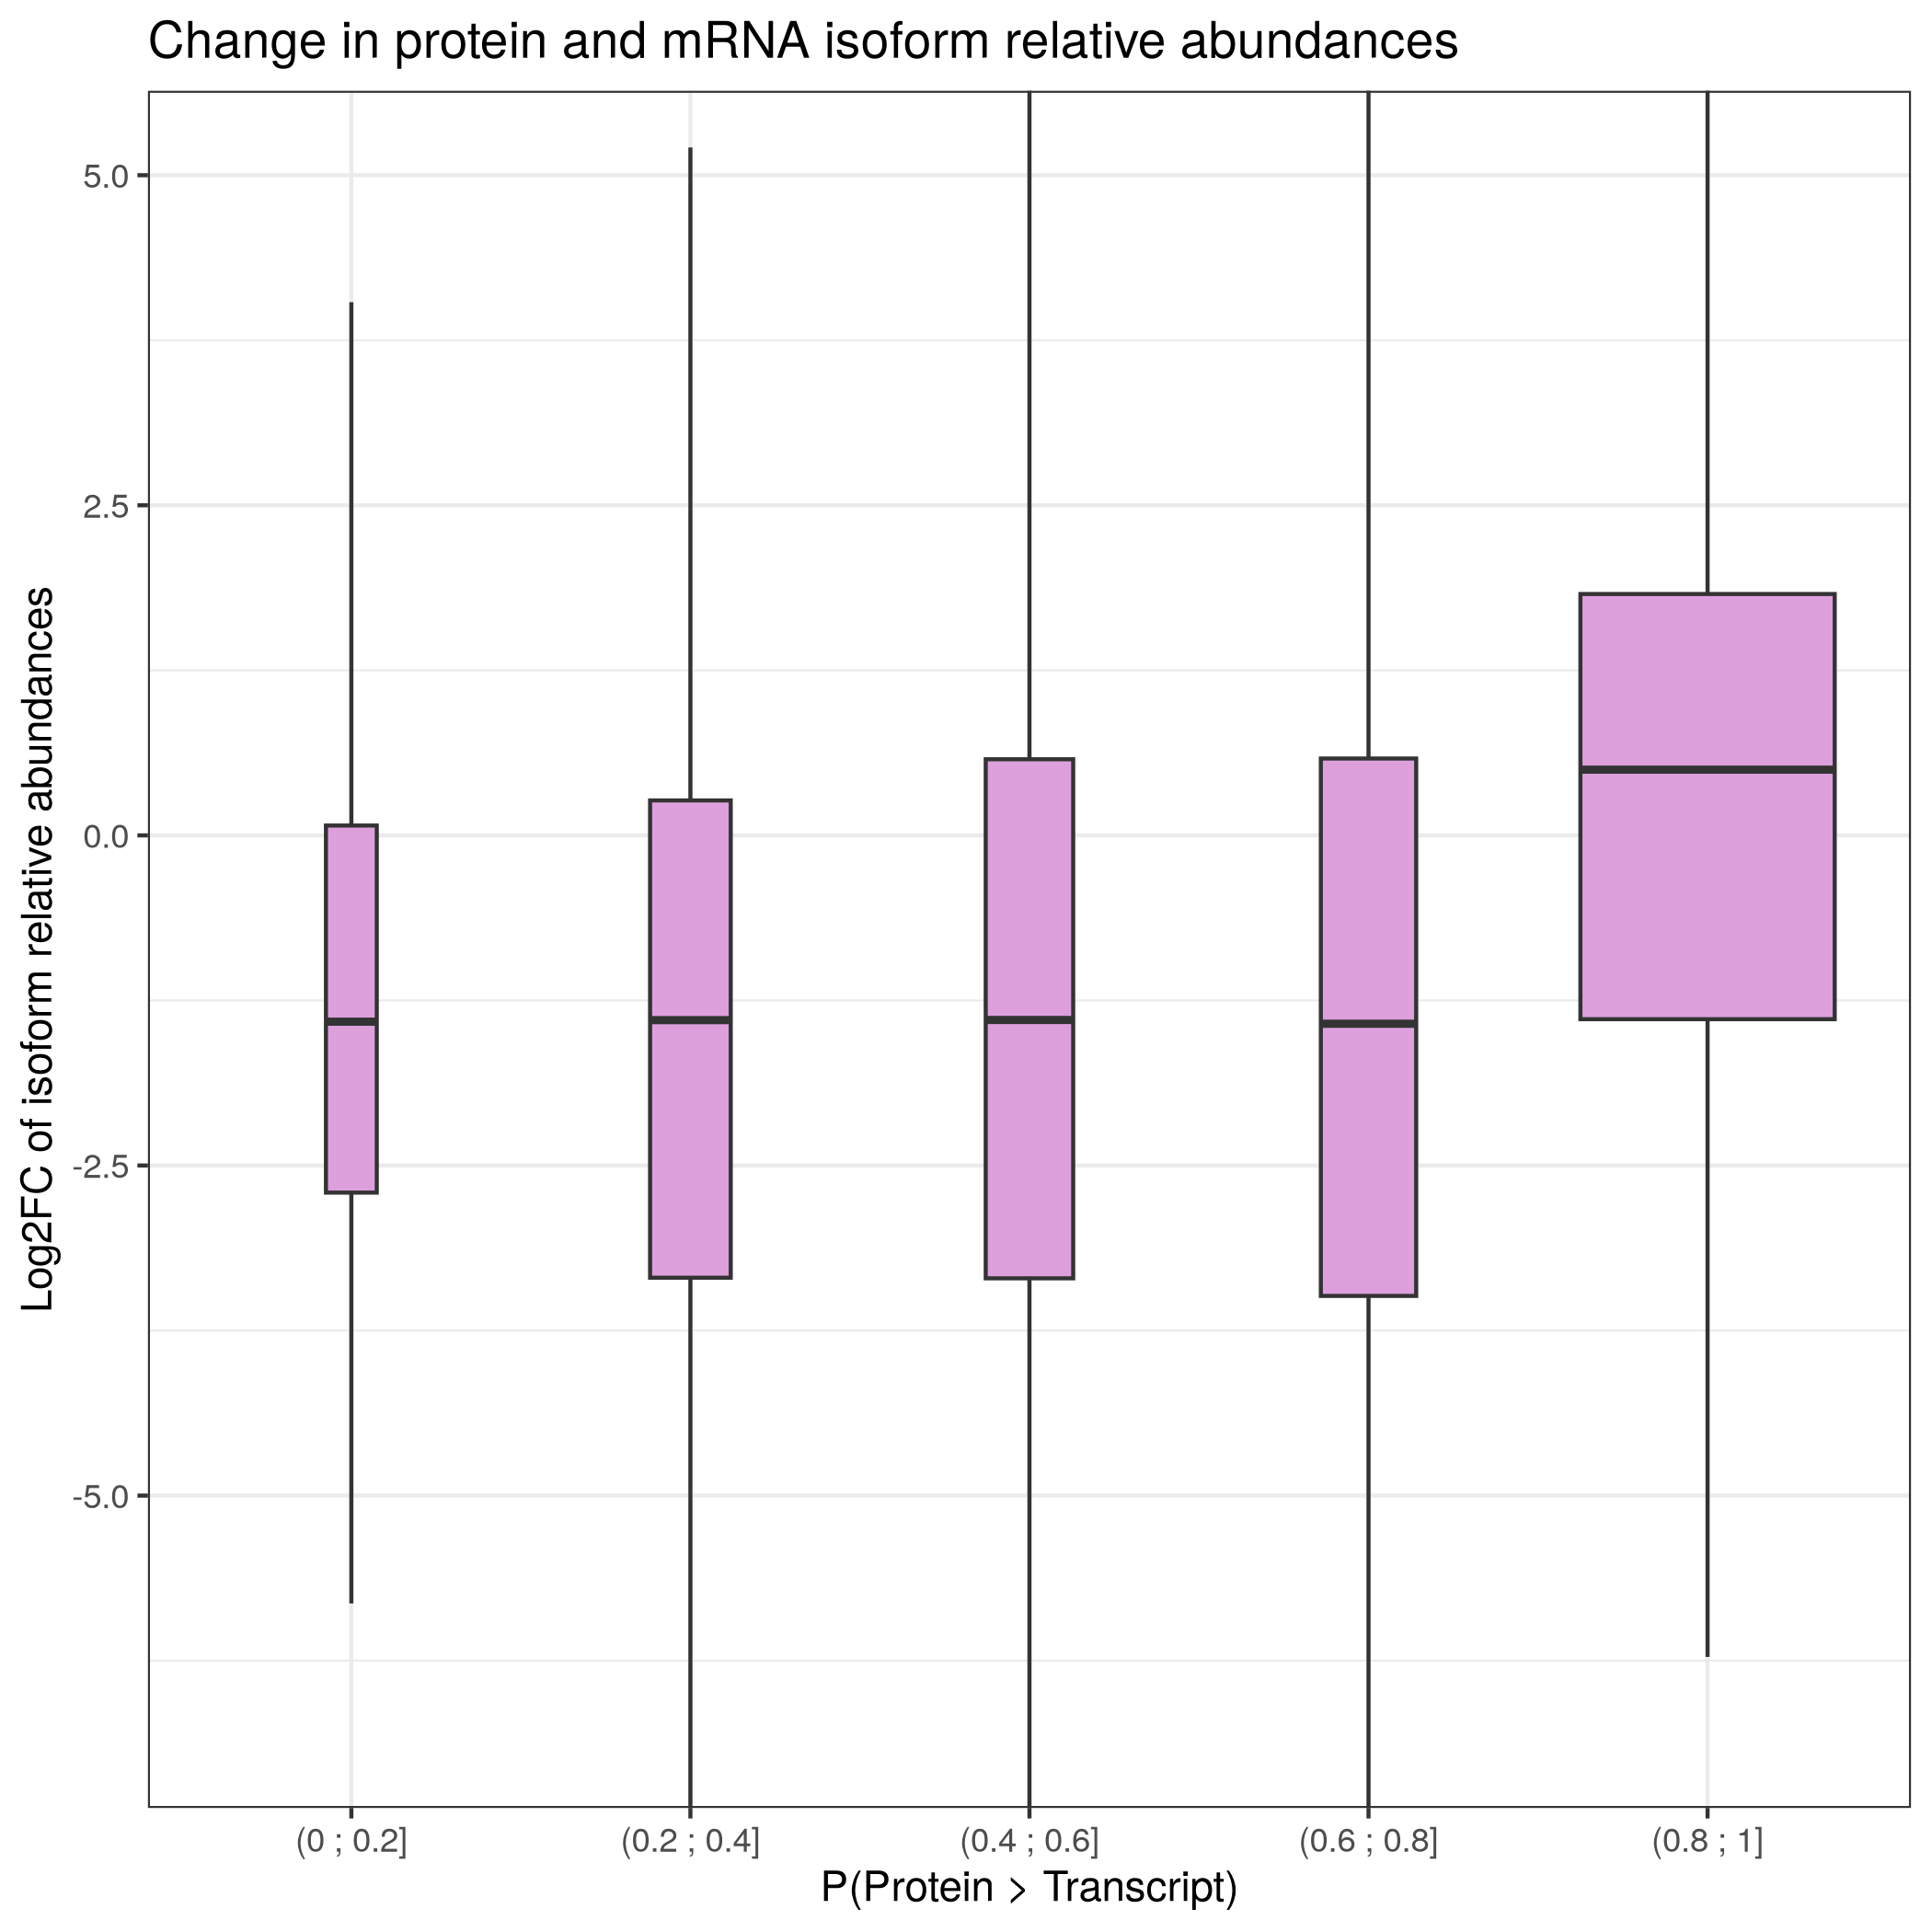 Change in protein and mRNA isoform relative abundances
Log2FC of isoform relative abundances
5.0
2.5
0.0
-2.5
-5.0
(0 ; 0.2]
(0.2 ; 0.4]
(0.4 ; 0.6]
(0.6 ; 0.8]
(0.8 ; 1]
P(Protein > Transcript)